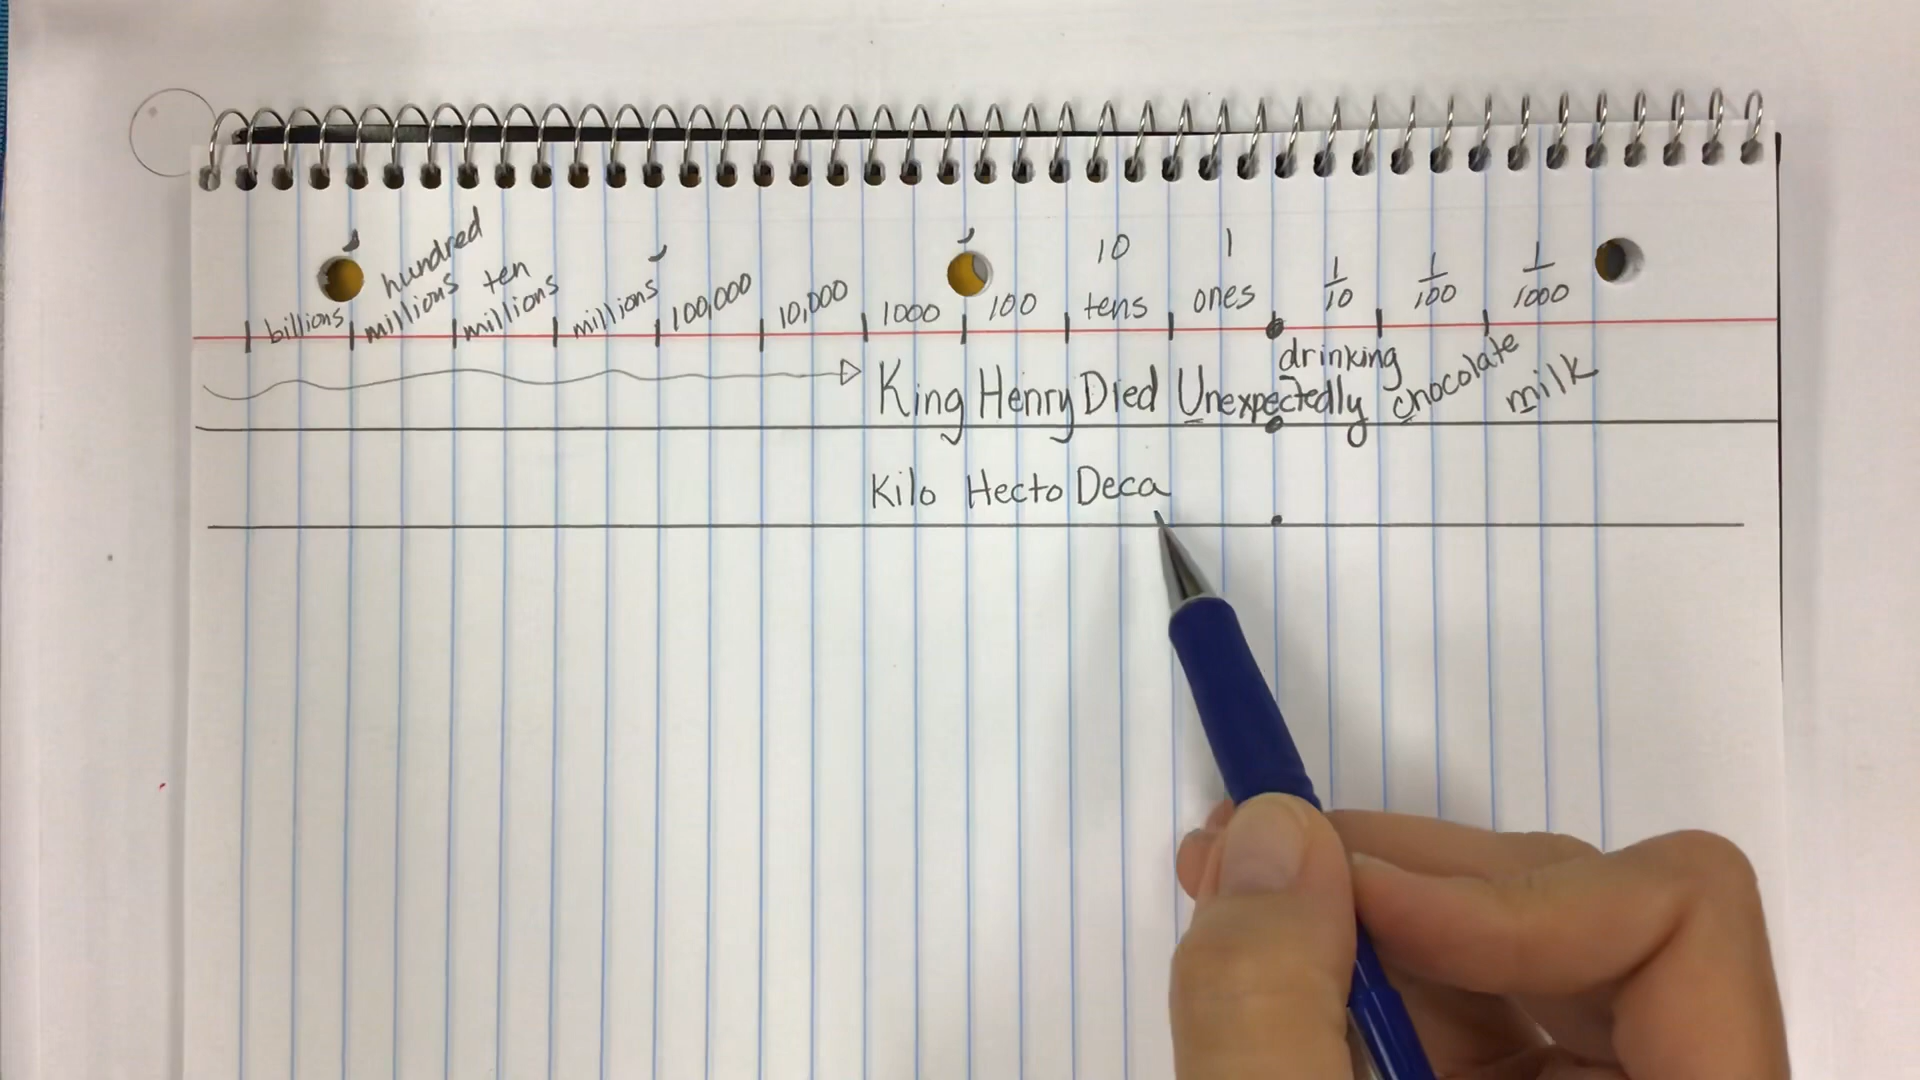 hundred ten 10 1 1 1 1
billions millions millions millions 100,000 10,000 1000 100 tens ones 10 100 1000
King Henry Died Unexpectedly drinking chocolate milk
Kilo Hecto Deca